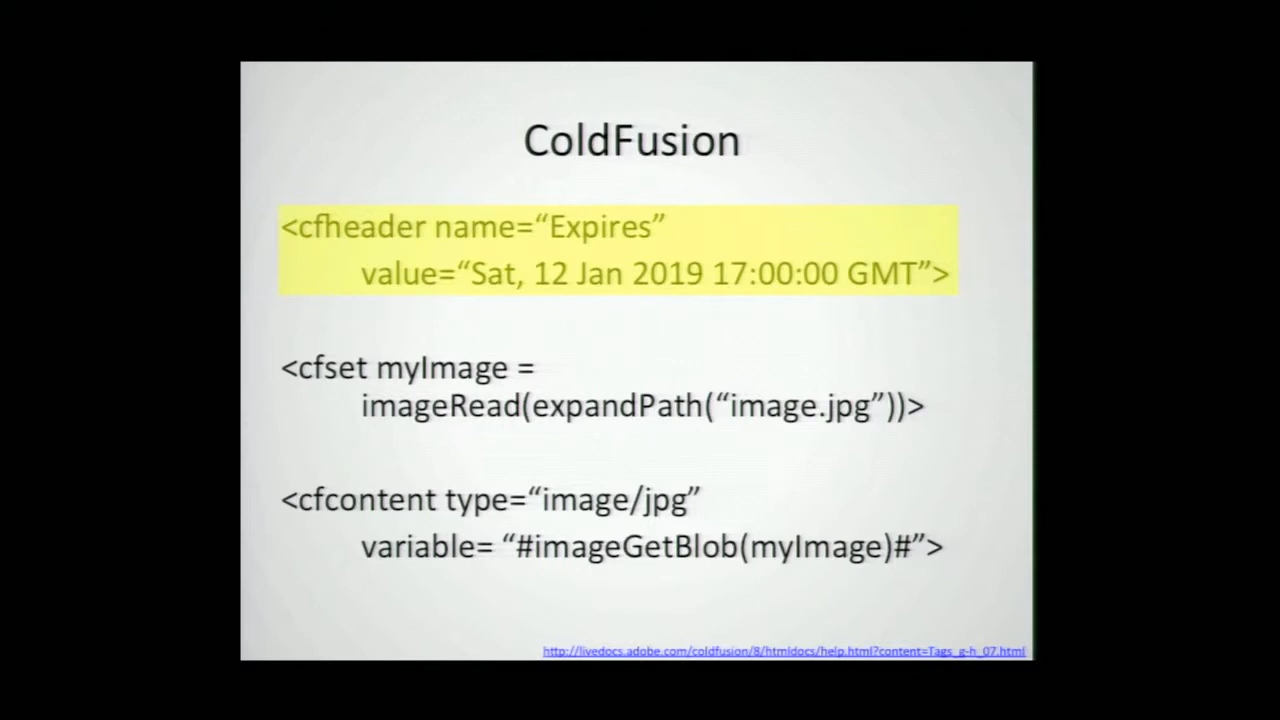 ColdFusion
<cfheader name=“Expires”
value=“Sat, 12 Jan 2019 17:00:00 GMT”>
<cfset myImage =
imageRead(expandPath(“image.jpg”))>
<cfcontent type=“image/jpg”
variable= “#imageGetBlob(myImage)#”>
http://livedocs.adobe.com/coldfusion/8/htmldocs/help.html?content=Tags_g-h_07.html